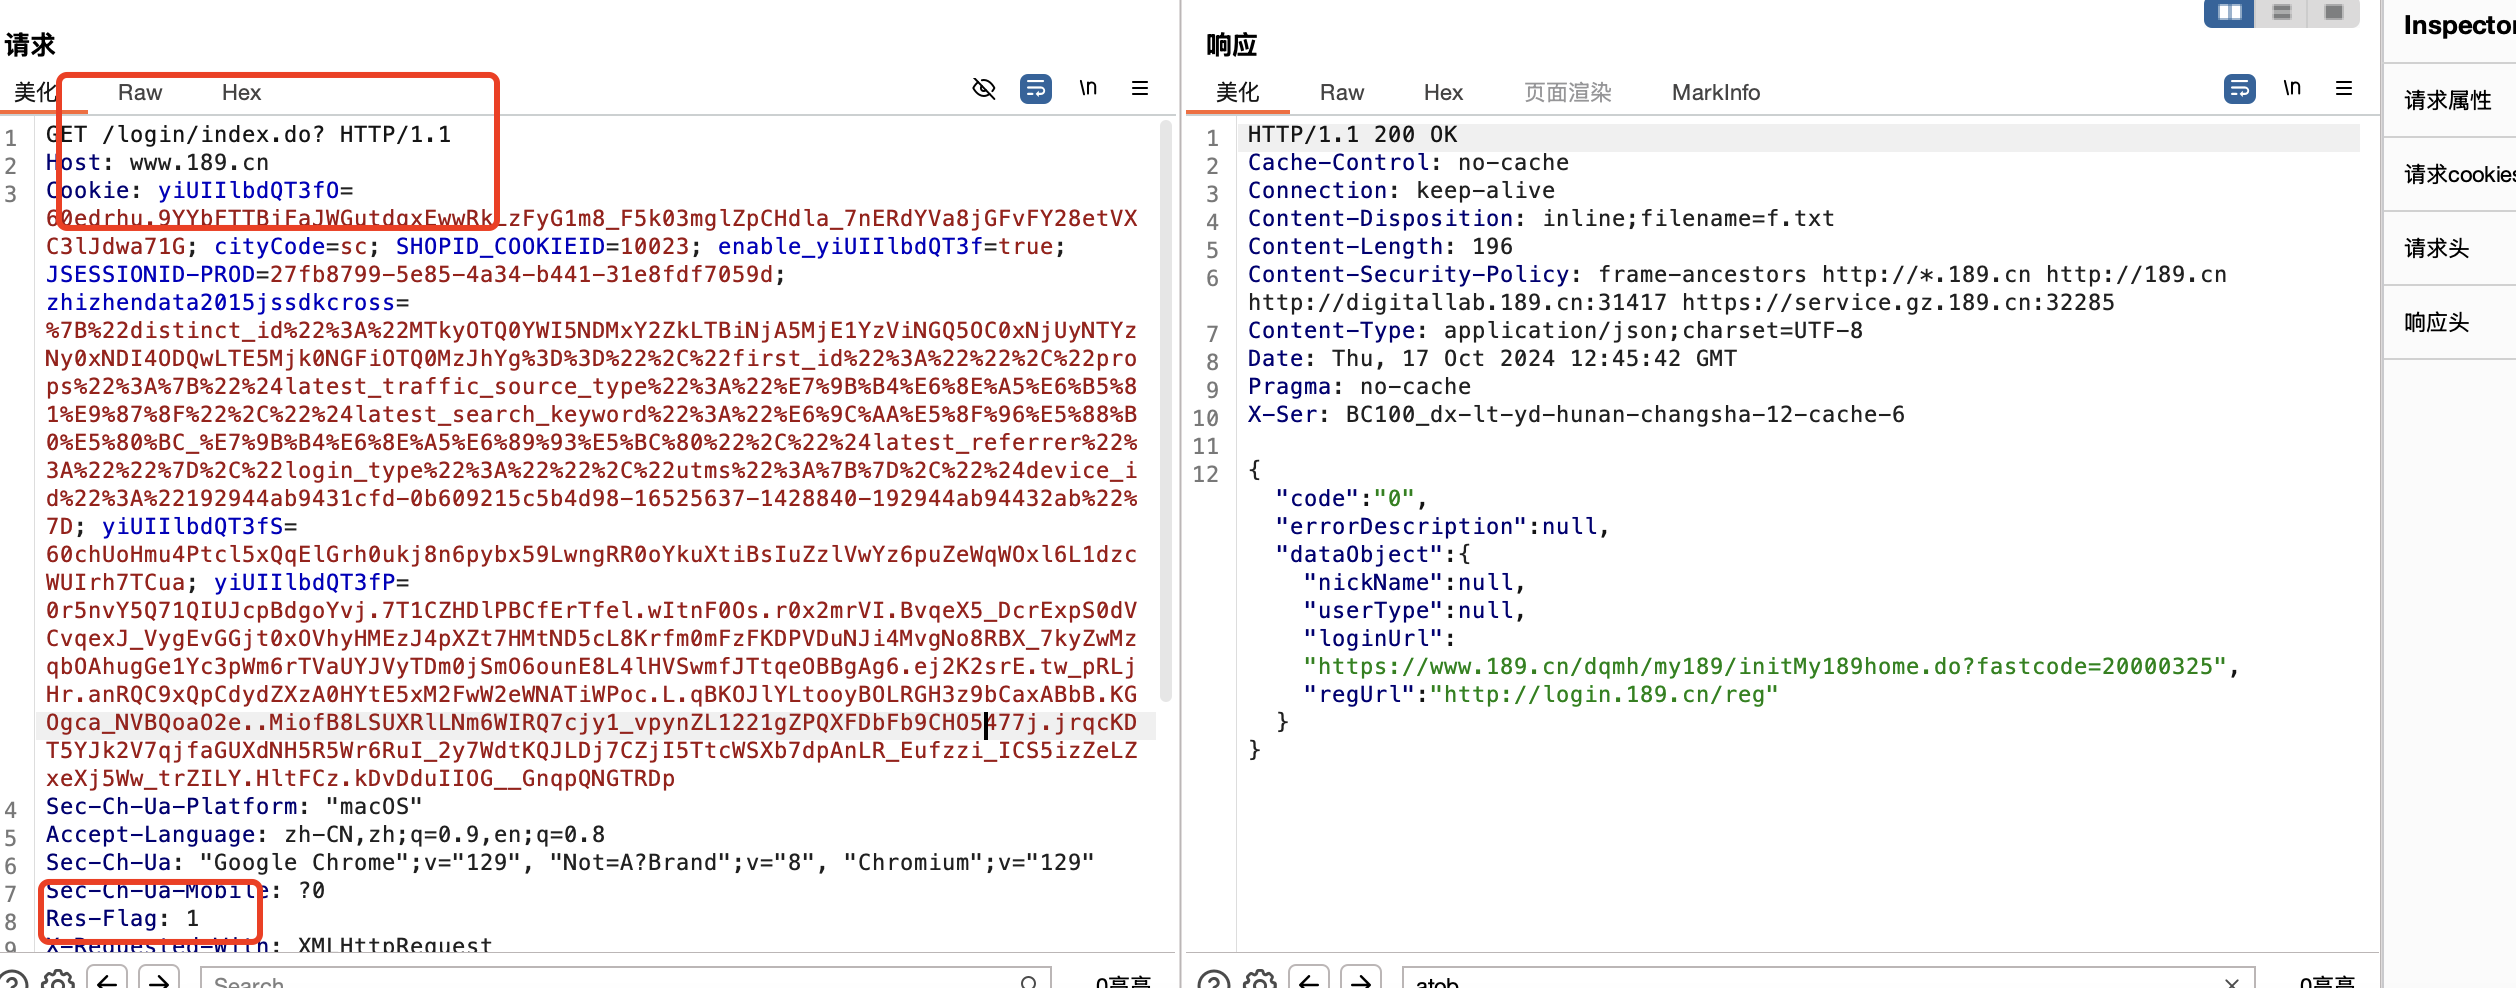 请求
美化 Raw Hex \n
1 GET /login/index.do? HTTP/1.1
2 Host: www.189.cn
3 Cookie: yiUIIlbdQT3fO=
60edrhu.9YYbFTTBiFaJWGutdqxEwwRkLzFyG1m8_F5k03mglZpCHdla_7nERdYVa8jGFvFY28etVX
C3lJdwa71G; cityCode=sc; SHOPID_COOKIEID=10023; enable_yiUIIlbdQT3f=true;
JSESSIONID-PROD=27fb8799-5e85-4a34-b441-31e8fdf7059d;
zhizhendata2015jssdkcross=
%7B%22distinct_id%22%3A%22MTkyOTQ0YWI5NDMxY2ZkLTBiNjA5MjE1YzViNGQ5OC0xNjUyNTYz
Ny0xNDI4ODQwLTE5Mjk0NGFiOTQ0MzJhYg%3D%3D%22%2C%22first_id%22%3A%22%22%2C%22pro
ps%22%3A%7B%22%24latest_traffic_source_type%22%3A%22%E7%9B%B4%E6%8E%A5%E6%B5%8
1%E9%87%8F%22%2C%22%24latest_search_keyword%22%3A%22%E6%9C%AA%E5%8F%96%E5%88%B
0%E5%80%BC_%E7%9B%B4%E6%8E%A5%E6%89%93%E5%BC%80%22%2C%22%24latest_referrer%22%
3A%22%22%7D%2C%22login_type%22%3A%22%22%2C%22utms%22%3A%7B%7D%2C%22%24device_i
d%22%3A%22192944ab9431cfd-0b609215c5b4d98-16525637-1428840-192944ab94432ab%22%
7D; yiUIIlbdQT3fS=
60chUoHmu4Ptcl5xQqElGrh0ukj8n6pybx59LwngRR0oYkuXtiBsIuZzlVwYz6puZeWqWOxl6L1dzc
WUIrh7TCua; yiUIIlbdQT3fP=
0r5nvY5Q71QIUJcpBdgoYvj.7T1CZHDlPBCfErTfel.wItnF0Os.r0x2mrVI.BvqeX5_DcrExpS0dV
CvqexJ_VygEvGGjt0xOVhyHMEzJ4pXZt7HMtND5cL8Krfm0mFzFKDPVDuNJi4MvgNo8RBX_7kyZwMz
qbOAhugGe1Yc3pWm6rTVaUYJVyTDm0jSmO6ounE8L4lHVSwmfJTtqeOBBgAg6.ej2K2srE.tw_pRLj
Hr.anRQC9xQpCdydZXzA0HYtE5xM2FwW2eWNATiWPoc.L.qBKOJlYLtooyBOLRGH3z9bCaxABbB.KG
Ogca_NVBQoaO2e..MiofB8LSUXRlLNm6WIRQ7cjy1_vpynZL1221gZPQXFDbFb9CHO5477j.jrqcKD
T5YJk2V7qjfaGUXdNH5R5Wr6RuI_2y7WdtKQJLDj7CZjI5TtcWSXb7dpAnLR_Eufzzi_ICS5izZeLZ
xeXj5Ww_trZILY.HltFCz.kDvDduIIOG__GnqpQNGTRDp
4 Sec-Ch-Ua-Platform: "macOS"
5 Accept-Language: zh-CN,zh;q=0.9,en;q=0.8
6 Sec-Ch-Ua: "Google Chrome";v="129", "Not=A?Brand";v="8", "Chromium";v="129"
7 Sec-Ch-Ua-Mobile: ?0
8 Res-Flag: 1
9 X-Requested-With: XMLHttpRequest
Search 0高亮
响应
美化 Raw Hex 页面渲染 MarkInfo \n
1 HTTP/1.1 200 OK
2 Cache-Control: no-cache
3 Connection: keep-alive
4 Content-Disposition: inline;filename=f.txt
5 Content-Length: 196
6 Content-Security-Policy: frame-ancestors http://*.189.cn http://189.cn
http://digitallab.189.cn:31417 https://service.gz.189.cn:32285
7 Content-Type: application/json;charset=UTF-8
8 Date: Thu, 17 Oct 2024 12:45:42 GMT
9 Pragma: no-cache
10 X-Ser: BC100_dx-lt-yd-hunan-changsha-12-cache-6
11
12 {
"code":"0",
"errorDescription":null,
"dataObject":{
"nickName":null,
"userType":null,
"loginUrl":
"https://www.189.cn/dqmh/my189/initMy189home.do?fastcode=20000325",
"regUrl":"http://login.189.cn/reg"
}
}
atob 0高亮
Inspector
请求属性
请求cookies
请求头
响应头